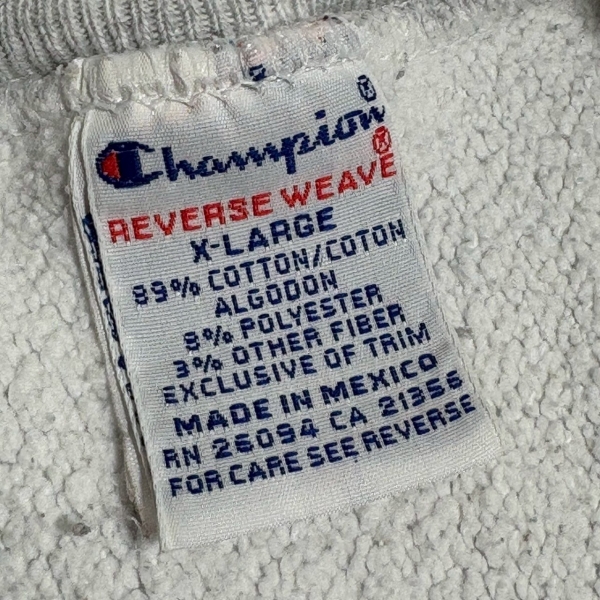 Champion®
REVERSE WEAVE®
X-LARGE
89% COTTON/COTON
ALGODON
8% POLYESTER
3% OTHER FIBER
EXCLUSIVE OF TRIM
MADE IN MEXICO
RN 26094 CA 21356
FOR CARE SEE REVERSE